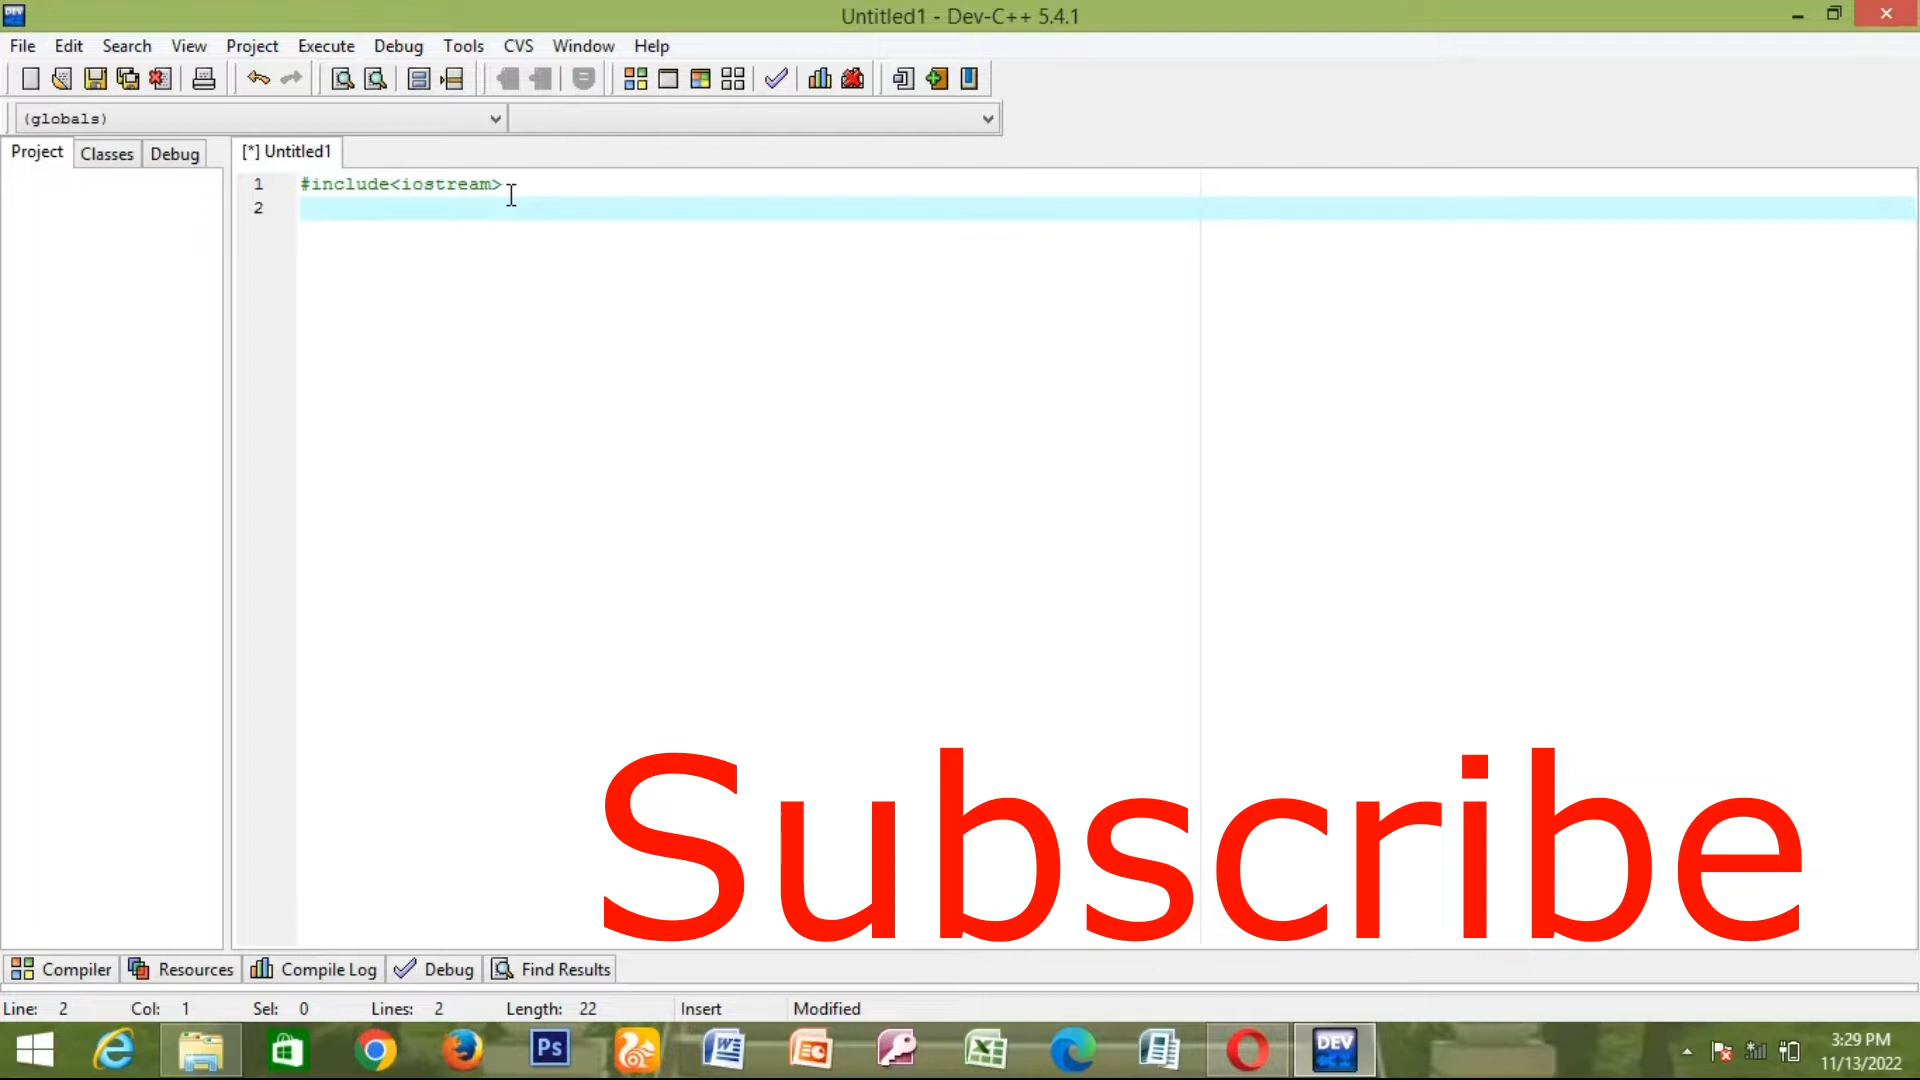 Untitled1 - Dev-C++ 5.4.1
File Edit Search View Project Execute Debug Tools CVS Window Help
(globals)
Project Classes Debug [*] Untitled1
1 #include<iostream>
2
Subscribe
Compiler Resources Compile Log Debug Find Results
Line: 2 Col: 1 Sel: 0 Lines: 2 Length: 22 Insert Modified
Ps DEV C++ 3:29 PM
11/13/2022